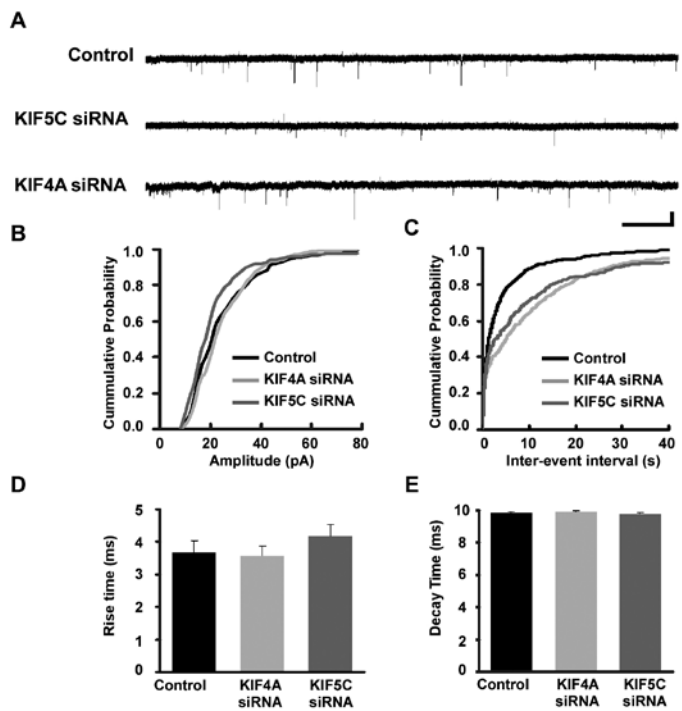 A
Control
KIF5C siRNA
KIF4A siRNA
B
Cummulative Probability
1.0
0.8
0.6
0.4
0.2
0.0
Control
KIF4A siRNA
KIF5C siRNA
0 20 40 60 80
Amplitude (pA)
C
Cummulative Probability
1.0
0.8
0.6
0.4
0.2
0.0
Control
KIF4A siRNA
KIF5C siRNA
0 10 20 30 40
Inter-event interval (s)
D
Rise time (ms)
5
4
3
2
1
0
Control KIF4A KIF5C
siRNA siRNA
E
Decay Time (ms)
10
8
6
4
2
0
Control KIF4A KIF5C
siRNA siRNA